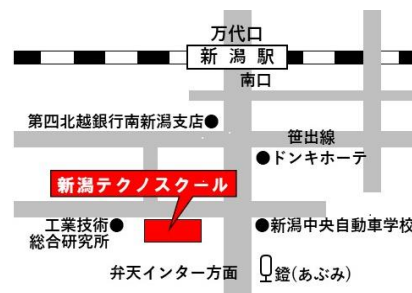 万代口
新潟駅
南口
第四北越銀行南新潟支店●
笹出線
●ドンキホーテ
新潟テクノスクール
工業技術●
総合研究所
●新潟中央自動車学校
弁天インター方面
鐙(あぶみ)